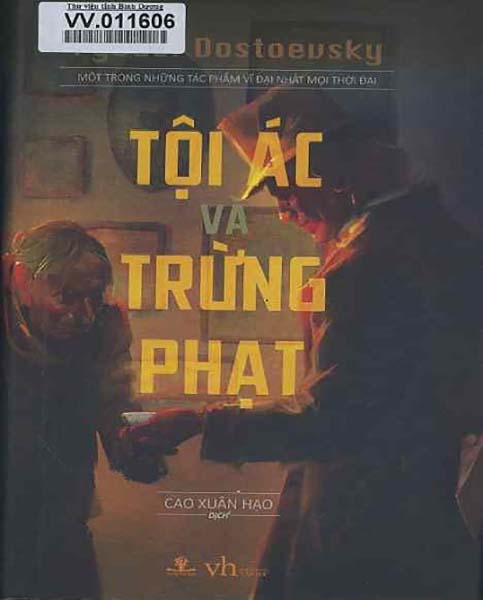 Thư viện tỉnh Bình Dương
VV.011606
Dostoevsky
MỘT TRONG NHỮNG TÁC PHẨM VĨ ĐẠI NHẤT MỌI THỜI ĐẠI
TỘI ÁC
VÀ
TRỪNG
PHẠT
CAO XUÂN HẠO
DỊCH
vh